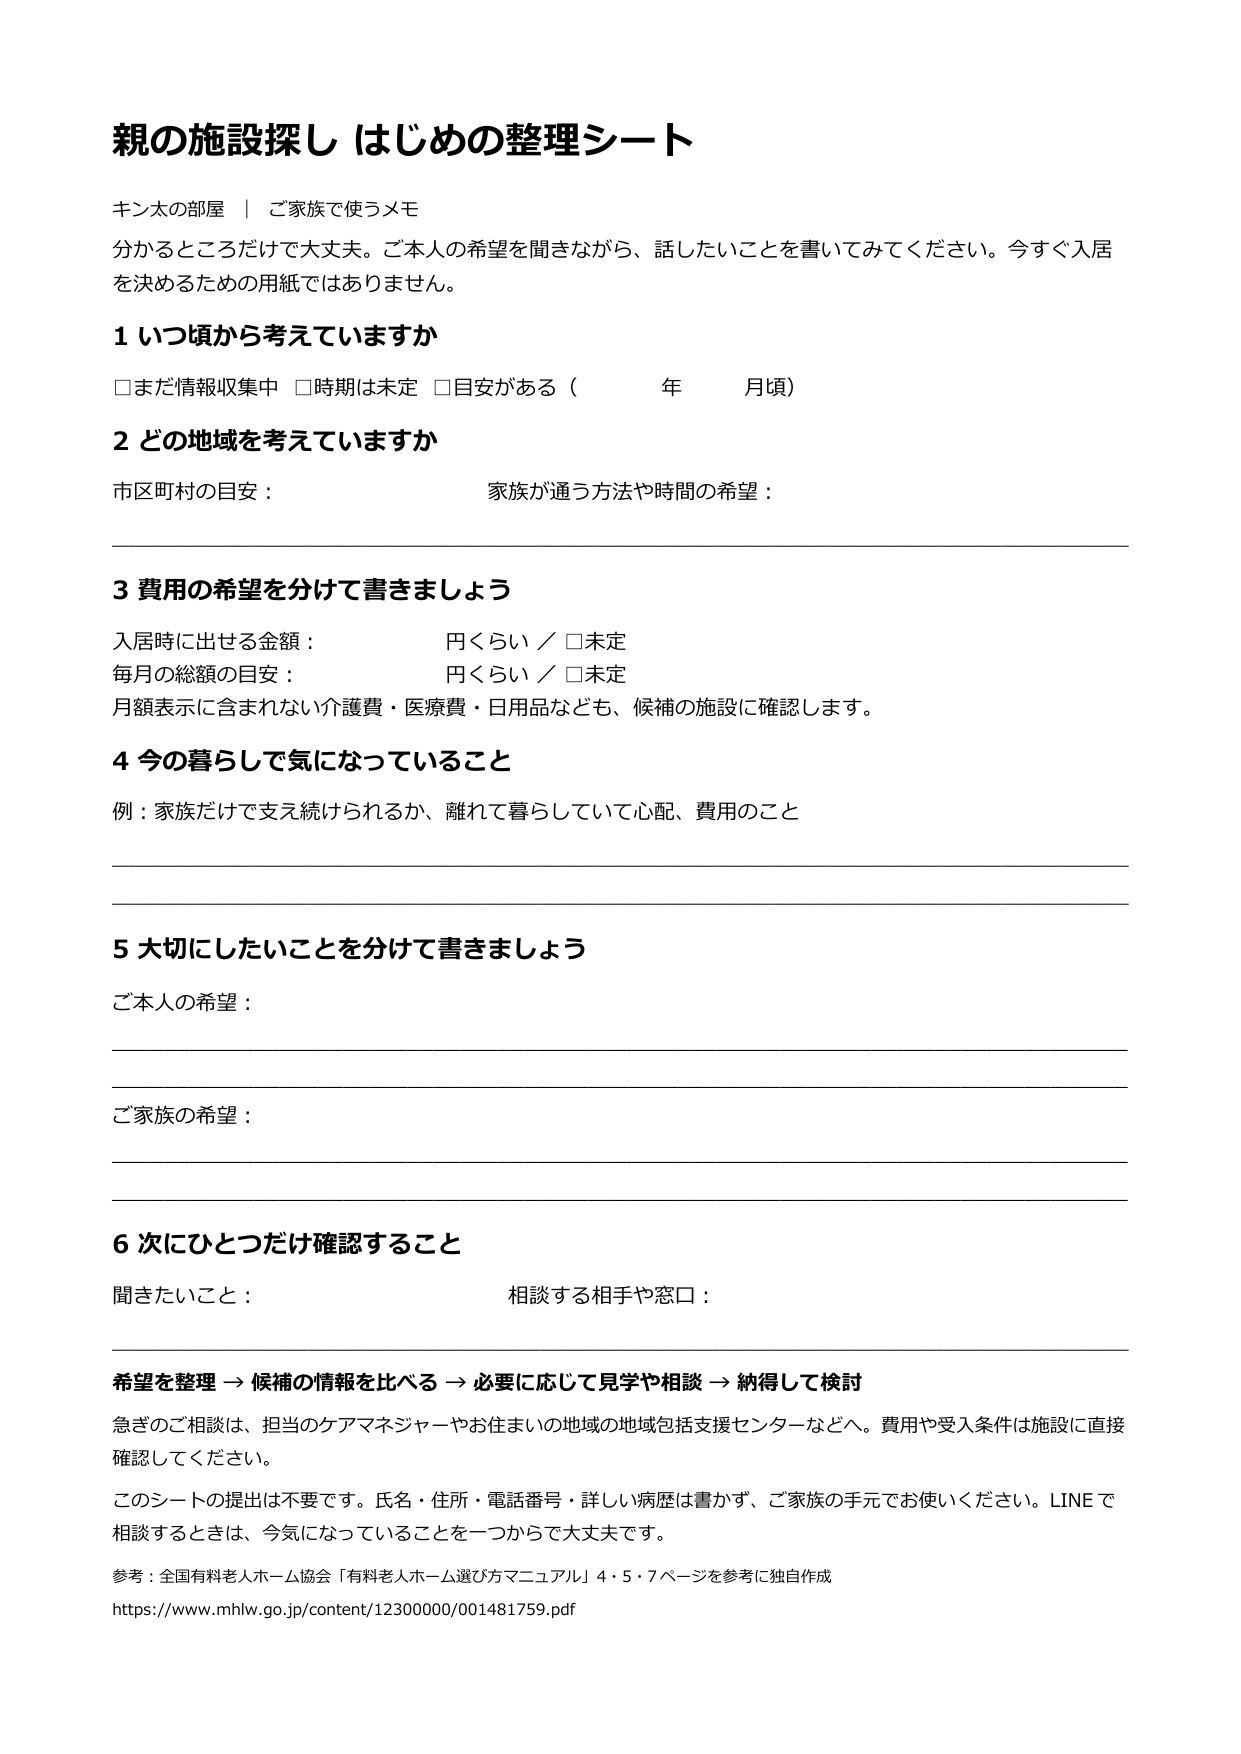 親の施設探し はじめの整理シート
キン太の部屋 ｜ ご家族で使うメモ
分かるところだけで大丈夫。ご本人の希望を聞きながら、話したいことを書いてみてください。今すぐ入居
を決めるための用紙ではありません。
1 いつ頃から考えていますか
□まだ情報収集中 □時期は未定 □目安がある（　　　　年　　　月頃）
2 どの地域を考えていますか
市区町村の目安：　　　　　　　　　　家族が通う方法や時間の希望：
3 費用の希望を分けて書きましょう
入居時に出せる金額：　　　　　　円くらい ／ □未定
毎月の総額の目安：　　　　　　　円くらい ／ □未定
月額表示に含まれない介護費・医療費・日用品なども、候補の施設に確認します。
4 今の暮らしで気になっていること
例：家族だけで支え続けられるか、離れて暮らしていて心配、費用のこと
5 大切にしたいことを分けて書きましょう
ご本人の希望：
ご家族の希望：
6 次にひとつだけ確認すること
聞きたいこと：　　　　　　　　　　　　相談する相手や窓口：
希望を整理 → 候補の情報を比べる → 必要に応じて見学や相談 → 納得して検討
急ぎのご相談は、担当のケアマネジャーやお住まいの地域の地域包括支援センターなどへ。費用や受入条件は施設に直接
確認してください。
このシートの提出は不要です。氏名・住所・電話番号・詳しい病歴は書かず、ご家族の手元でお使いください。LINEで
相談するときは、今気になっていることを一つからで大丈夫です。
参考：全国有料老人ホーム協会「有料老人ホーム選び方マニュアル」4・5・7ページを参考に独自作成
https://www.mhlw.go.jp/content/12300000/001481759.pdf